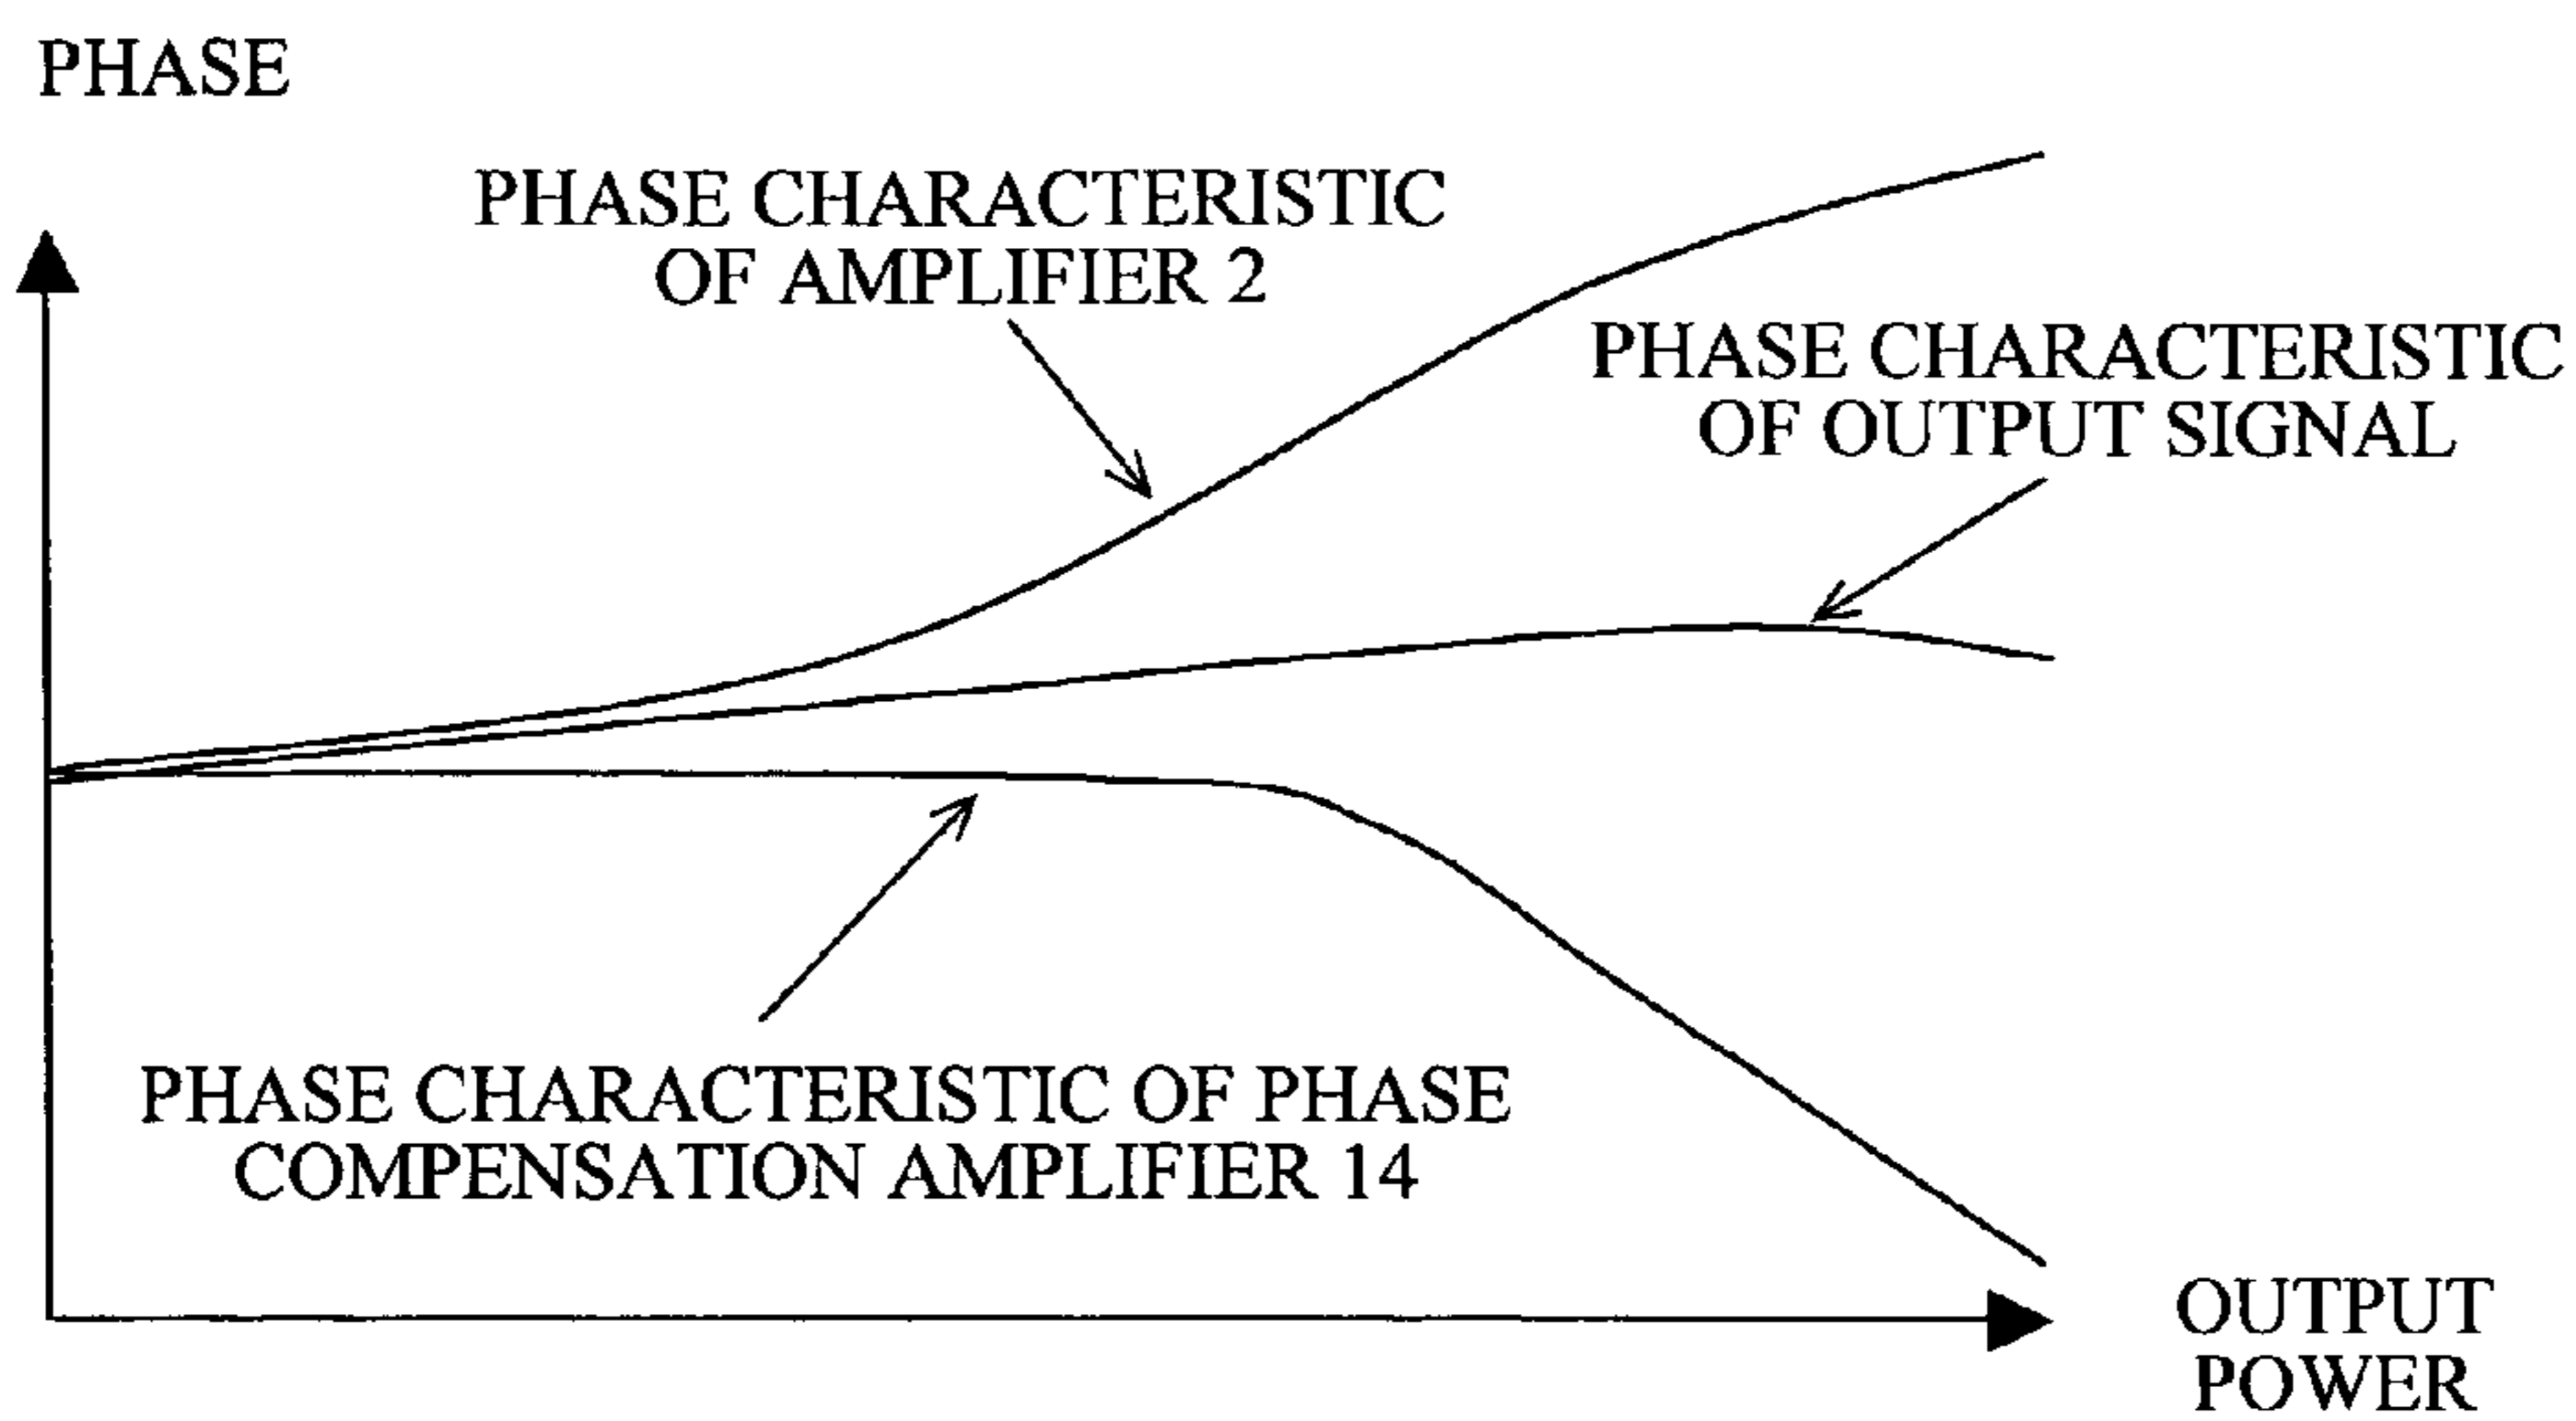 PHASE
PHASE CHARACTERISTIC
OF AMPLIFIER 2
PHASE CHARACTERISTIC
OF OUTPUT SIGNAL
PHASE CHARACTERISTIC OF PHASE
COMPENSATION AMPLIFIER 14
OUTPUT
POWER